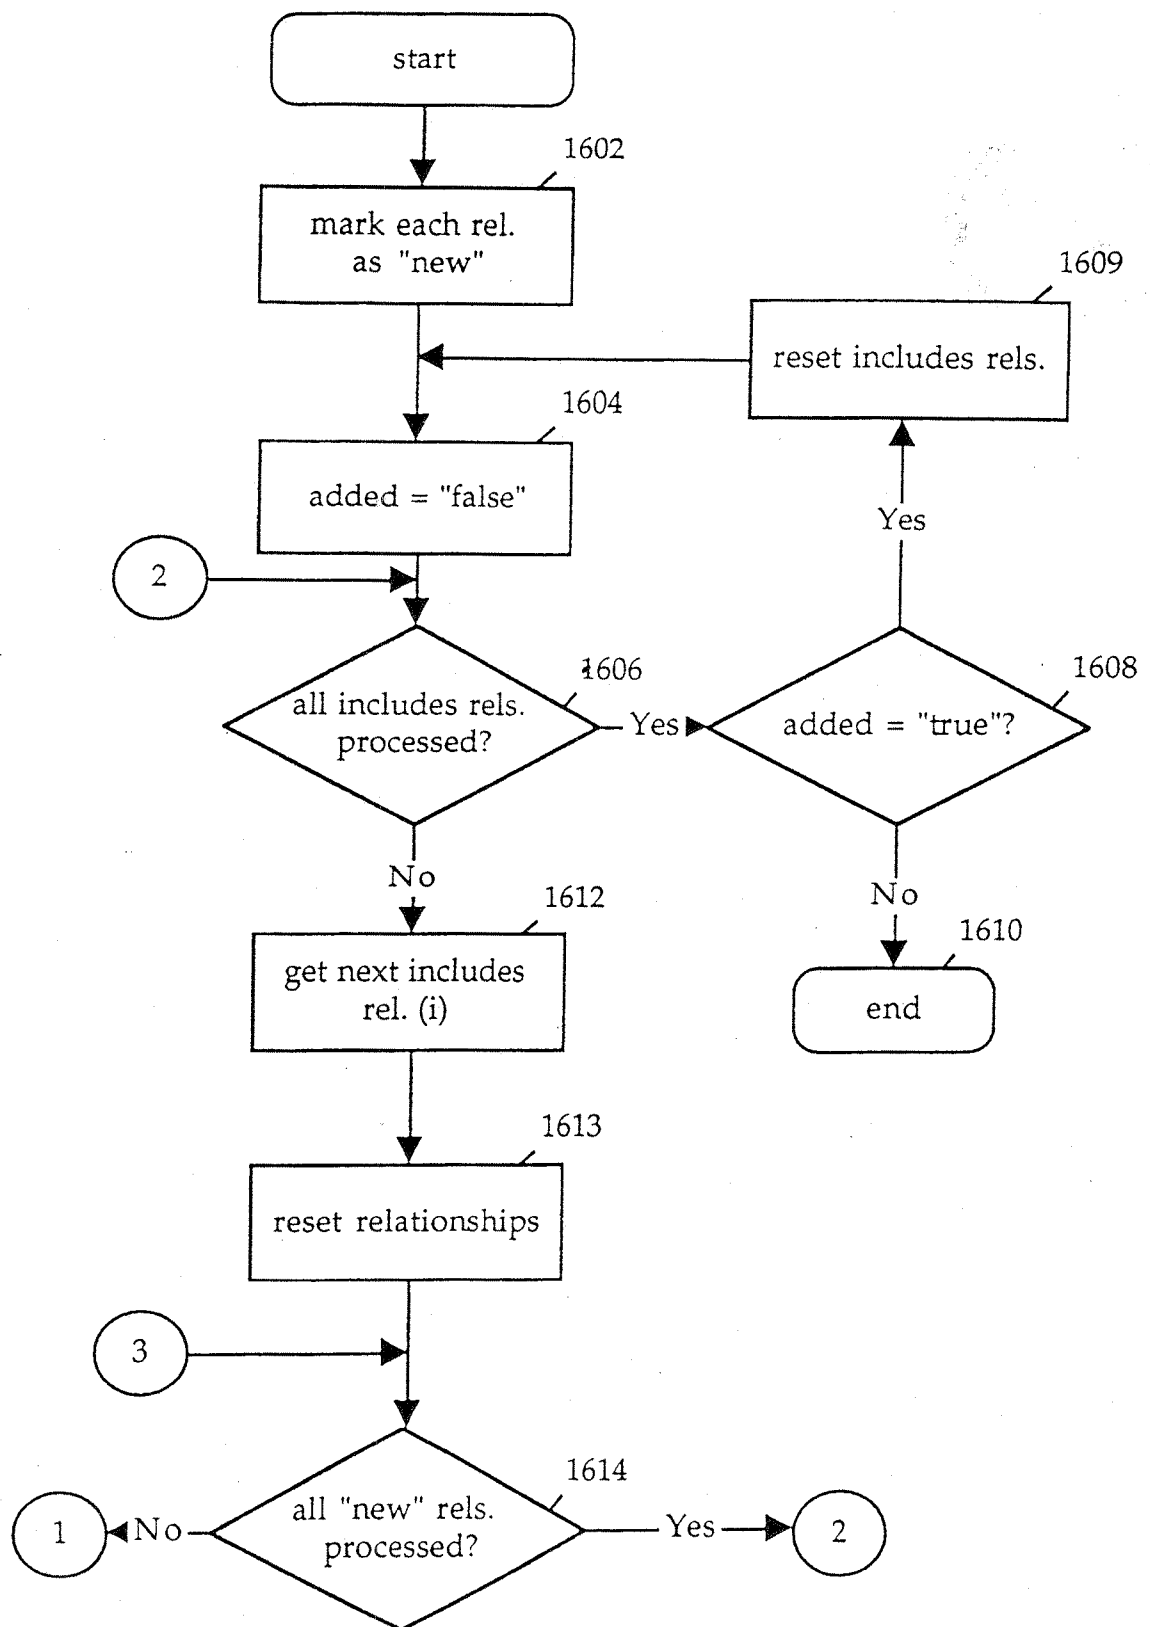 start
1602
mark each rel.
as "new"
1609
reset includes rels.
1604
added = "false"
Yes
2
1606
all includes rels.
processed?
Yes
1608
added = "true"?
No
No
1612
get next includes
rel. (i)
1610
end
1613
reset relationships
3
1614
all "new" rels.
processed?
1
No
Yes
2